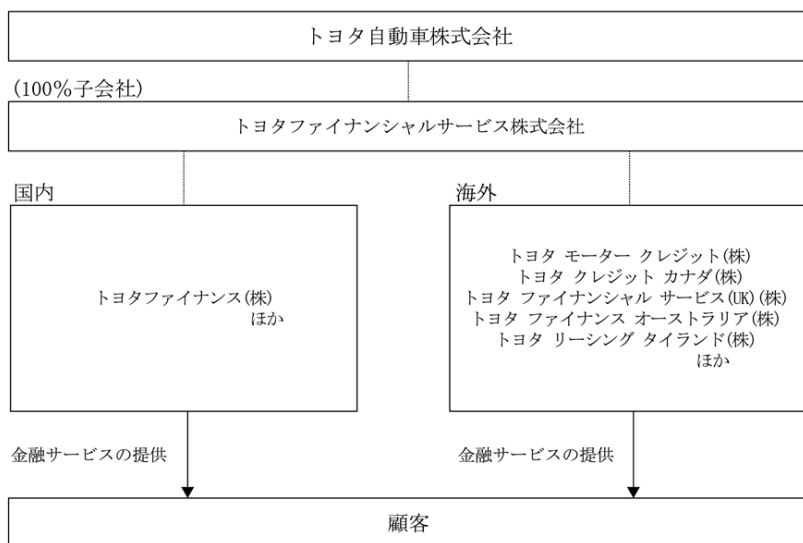 トヨタ自動車株式会社
(100%子会社)
トヨタファイナンシャルサービス株式会社
国内
海外
トヨタファイナンス(株)
ほか
トヨタ モーター クレジット(株)
トヨタ クレジット カナダ(株)
トヨタ ファイナンシャル サービス(UK)(株)
トヨタ ファイナンス オーストラリア(株)
トヨタ リーシング タイランド(株)
ほか
金融サービスの提供
金融サービスの提供
顧客